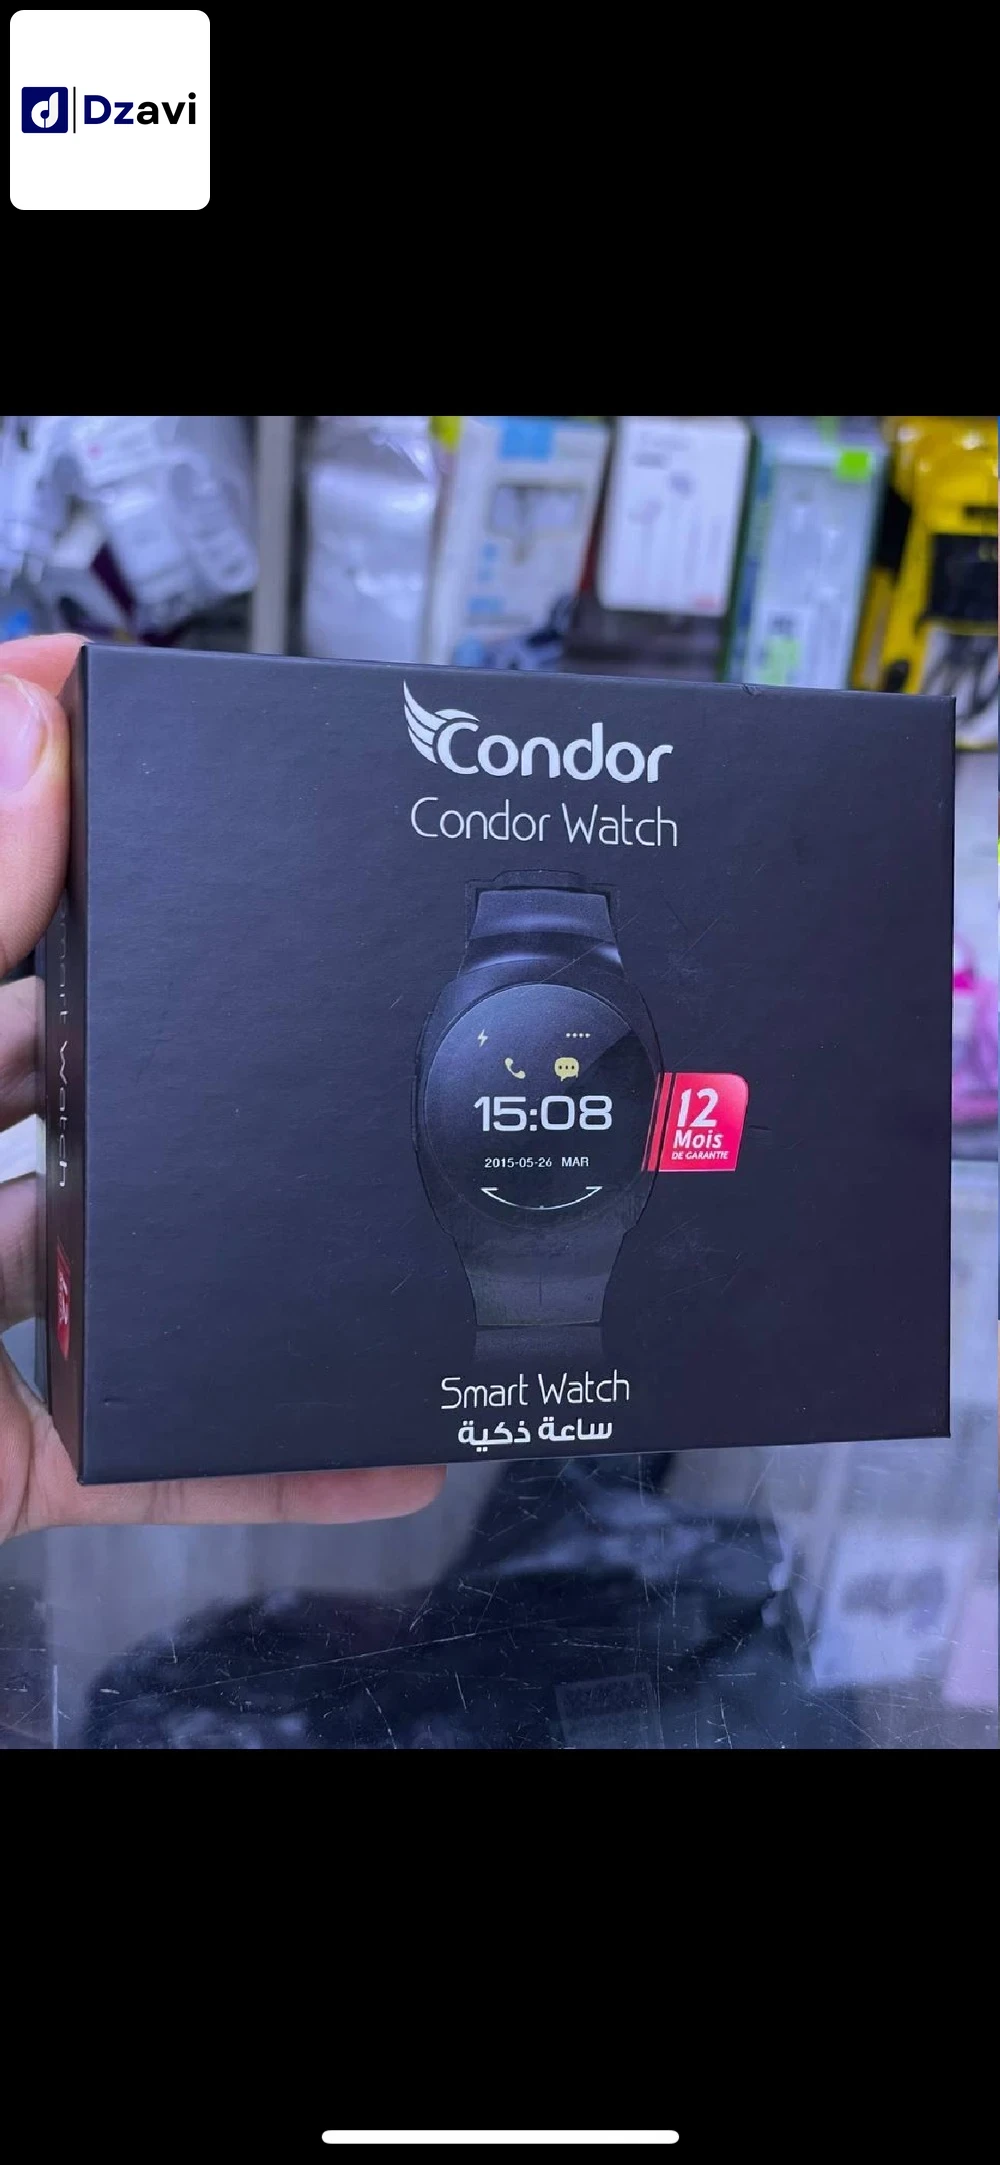 Dzavi
Condor
Condor Watch
15:08
2015-05-26 MAR
12
Mois
DE GARANTIE
Smart Watch
ساعة ذكية
Smart Watch